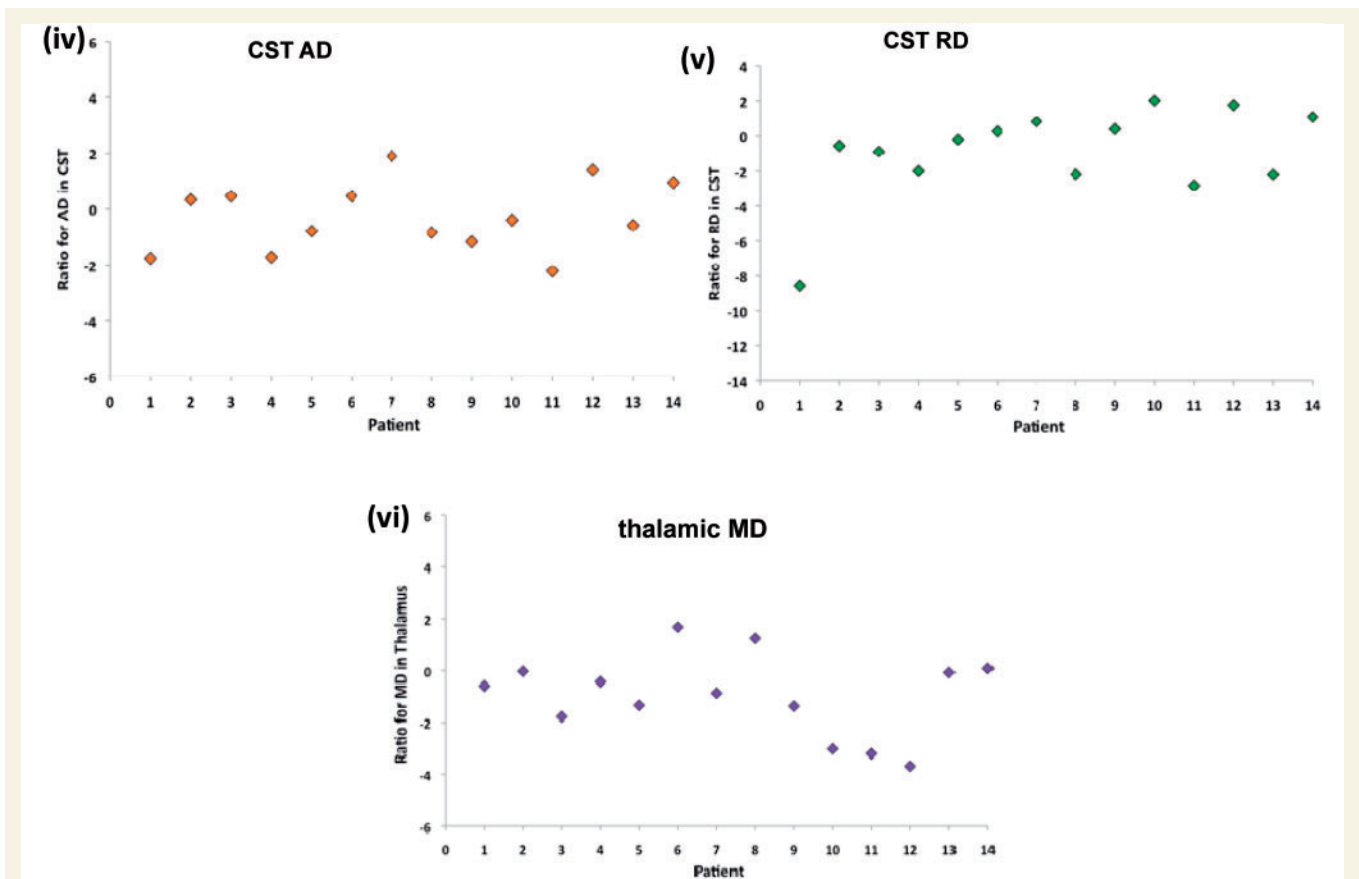 (iv)
CST AD
6
4
2
0
-2
-4
-6
Ratio for AD in CST
0 1 2 3 4 5 6 7 8 9 10 11 12 13 14
Patient
(v)
CST RD
4
2
0
-2
-4
-6
-8
-10
-12
-14
Ratio for RD in CST
0 1 2 3 4 5 6 7 8 9 10 11 12 13 14
Patient
(vi)
thalamic MD
6
4
2
0
-2
-4
-6
Ratio for MD in Thalamus
0 1 2 3 4 5 6 7 8 9 10 11 12 13 14
Patient